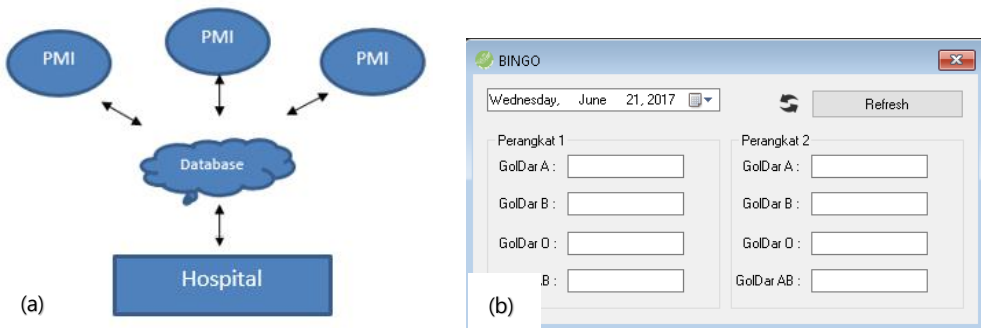 PMI
PMI
PMI
Database
Hospital
(a)
BINGO
Wednesday, June 21, 2017
Refresh
Perangkat 1
GolDar A :
GolDar B :
GolDar O :
.B :
Perangkat 2
GolDar A :
GolDar B :
GolDar O :
GolDar AB :
(b)